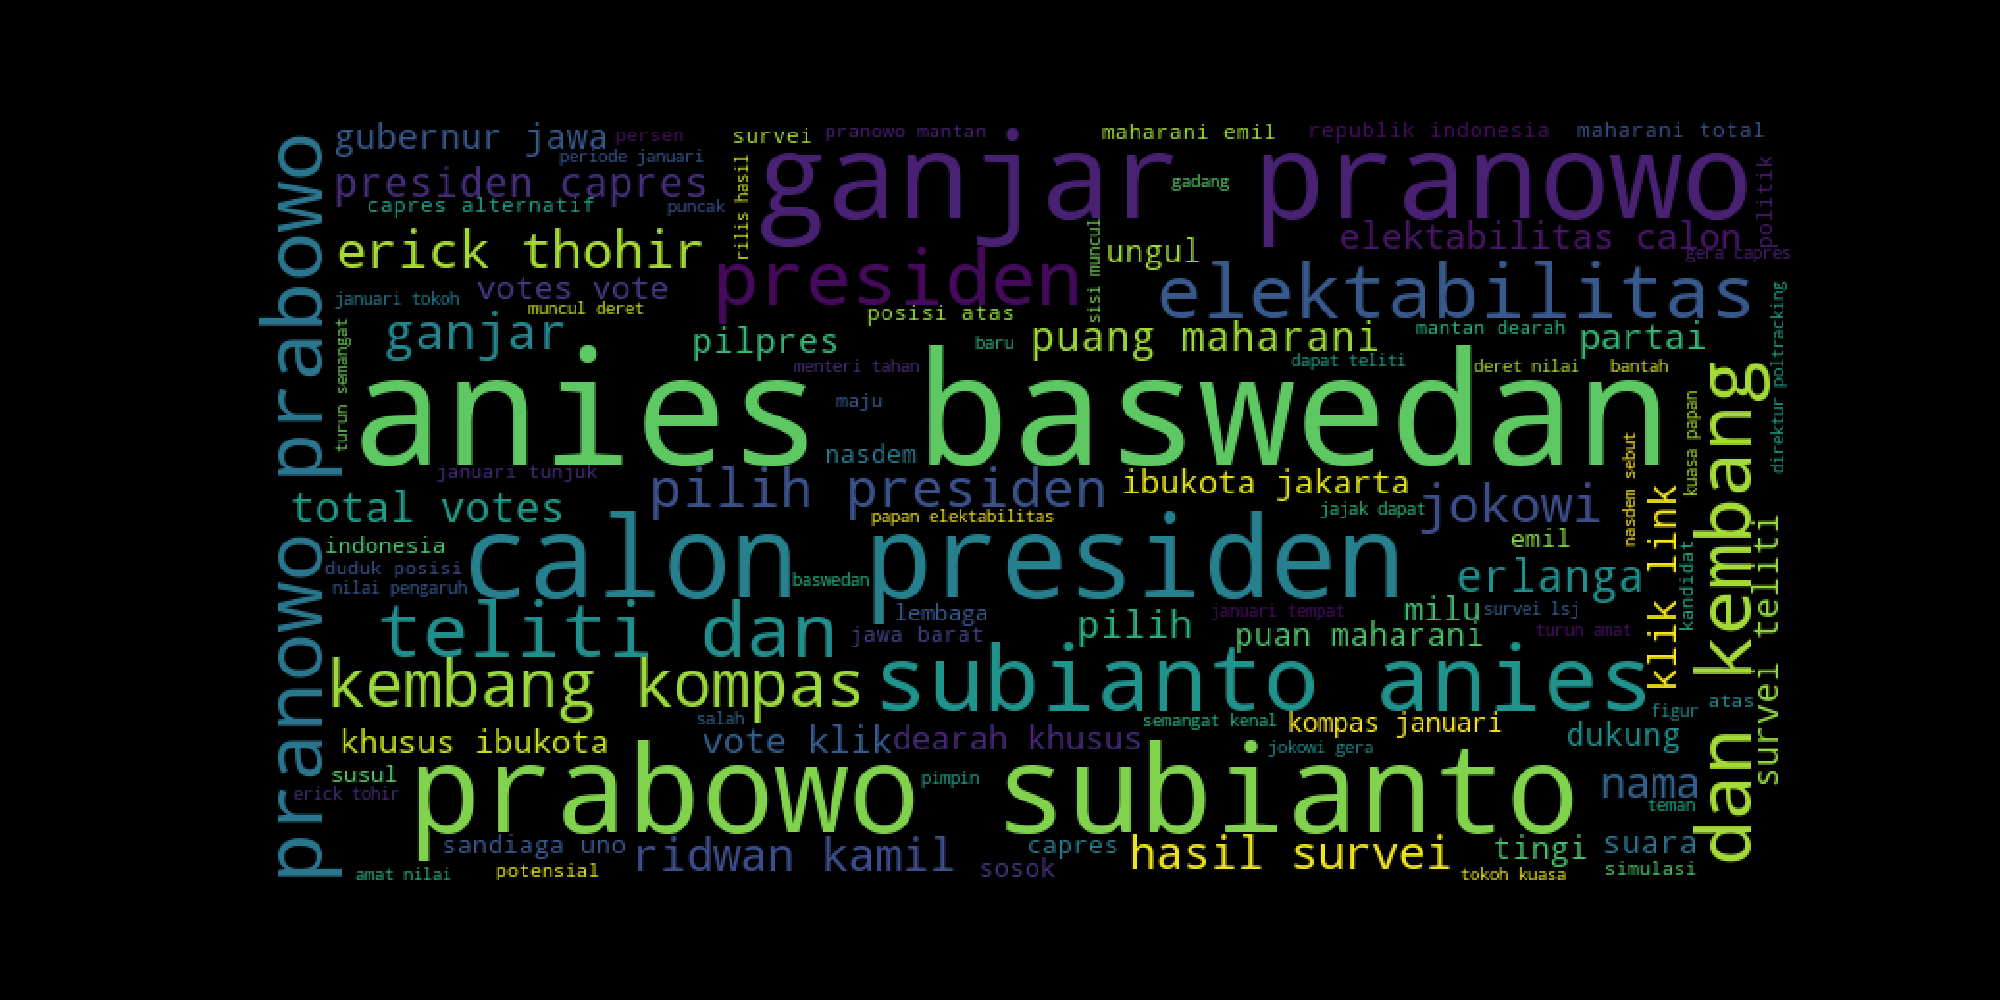 prabowo
pranowo
gubernur jawa
persen
survei
pranowo mantan
maharani emil
republik indonesia
maharani total
periode januari
presiden capres
rilis hasil
ganjar pranowo
gadang
politik
capres alternatif
puncak
elektabilitas calon
gera capres
erick thohir
presiden
sisi muncul
ungul
elektabilitas
votes vote
januari tokoh
muncul deret
turun semangat
ganjar
posisi atas
pilpres
baru
puang maharani
mantan dearah
partai
direktur poltracking
menteri tahan
dapat teliti
deret nilai
bantah
anies baswedan
maju
nasdem
kuasa papan
dan kembang
januari tunjuk
pilih presiden
ibukota jakarta
jokowi
nasdem sebut
klik link
total votes
papan elektabilitas
jajak dapat
indonesia
emil
calon presiden
duduk posisi
nilai pengaruh
baswedan
erlanga
kandidat
survei teliti
teliti dan
lembaga
jawa barat
pilih
januari tempat
milu
survei lsj
puan maharani
turun amat
kembang kompas
subianto anies
figur
atas
salah
semangat kenal
kompas januari
khusus ibukota
vote klik
dearah khusus
jokowi gera
dukung
susul
prabowo subianto
pimpin
nama
erick tohir
teman
sandiaga uno
ridwan kamil
capres
hasil survei
tingi
suara
amat nilai
potensial
sosok
tokoh kuasa
simulasi